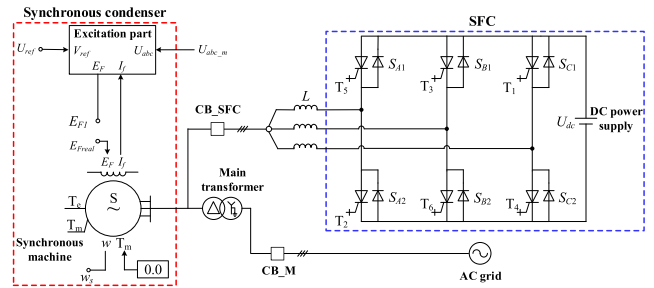 Synchronous condenser
SFC
Excitation part
U_ref
V_ref
U_abc
U_abc_m
E_F
I_f
E_F1
E_Freal
E_F
I_f
S
~
T_e
T_m
Synchronous
machine
w
T_m
w_s
0.0
CB_SFC
L
Main
transformer
CB_M
AC grid
T_5
S_A1
T_3
S_B1
T_1
S_C1
U_dc
DC power
supply
T_2
S_A2
T_6
S_B2
T_4
S_C2